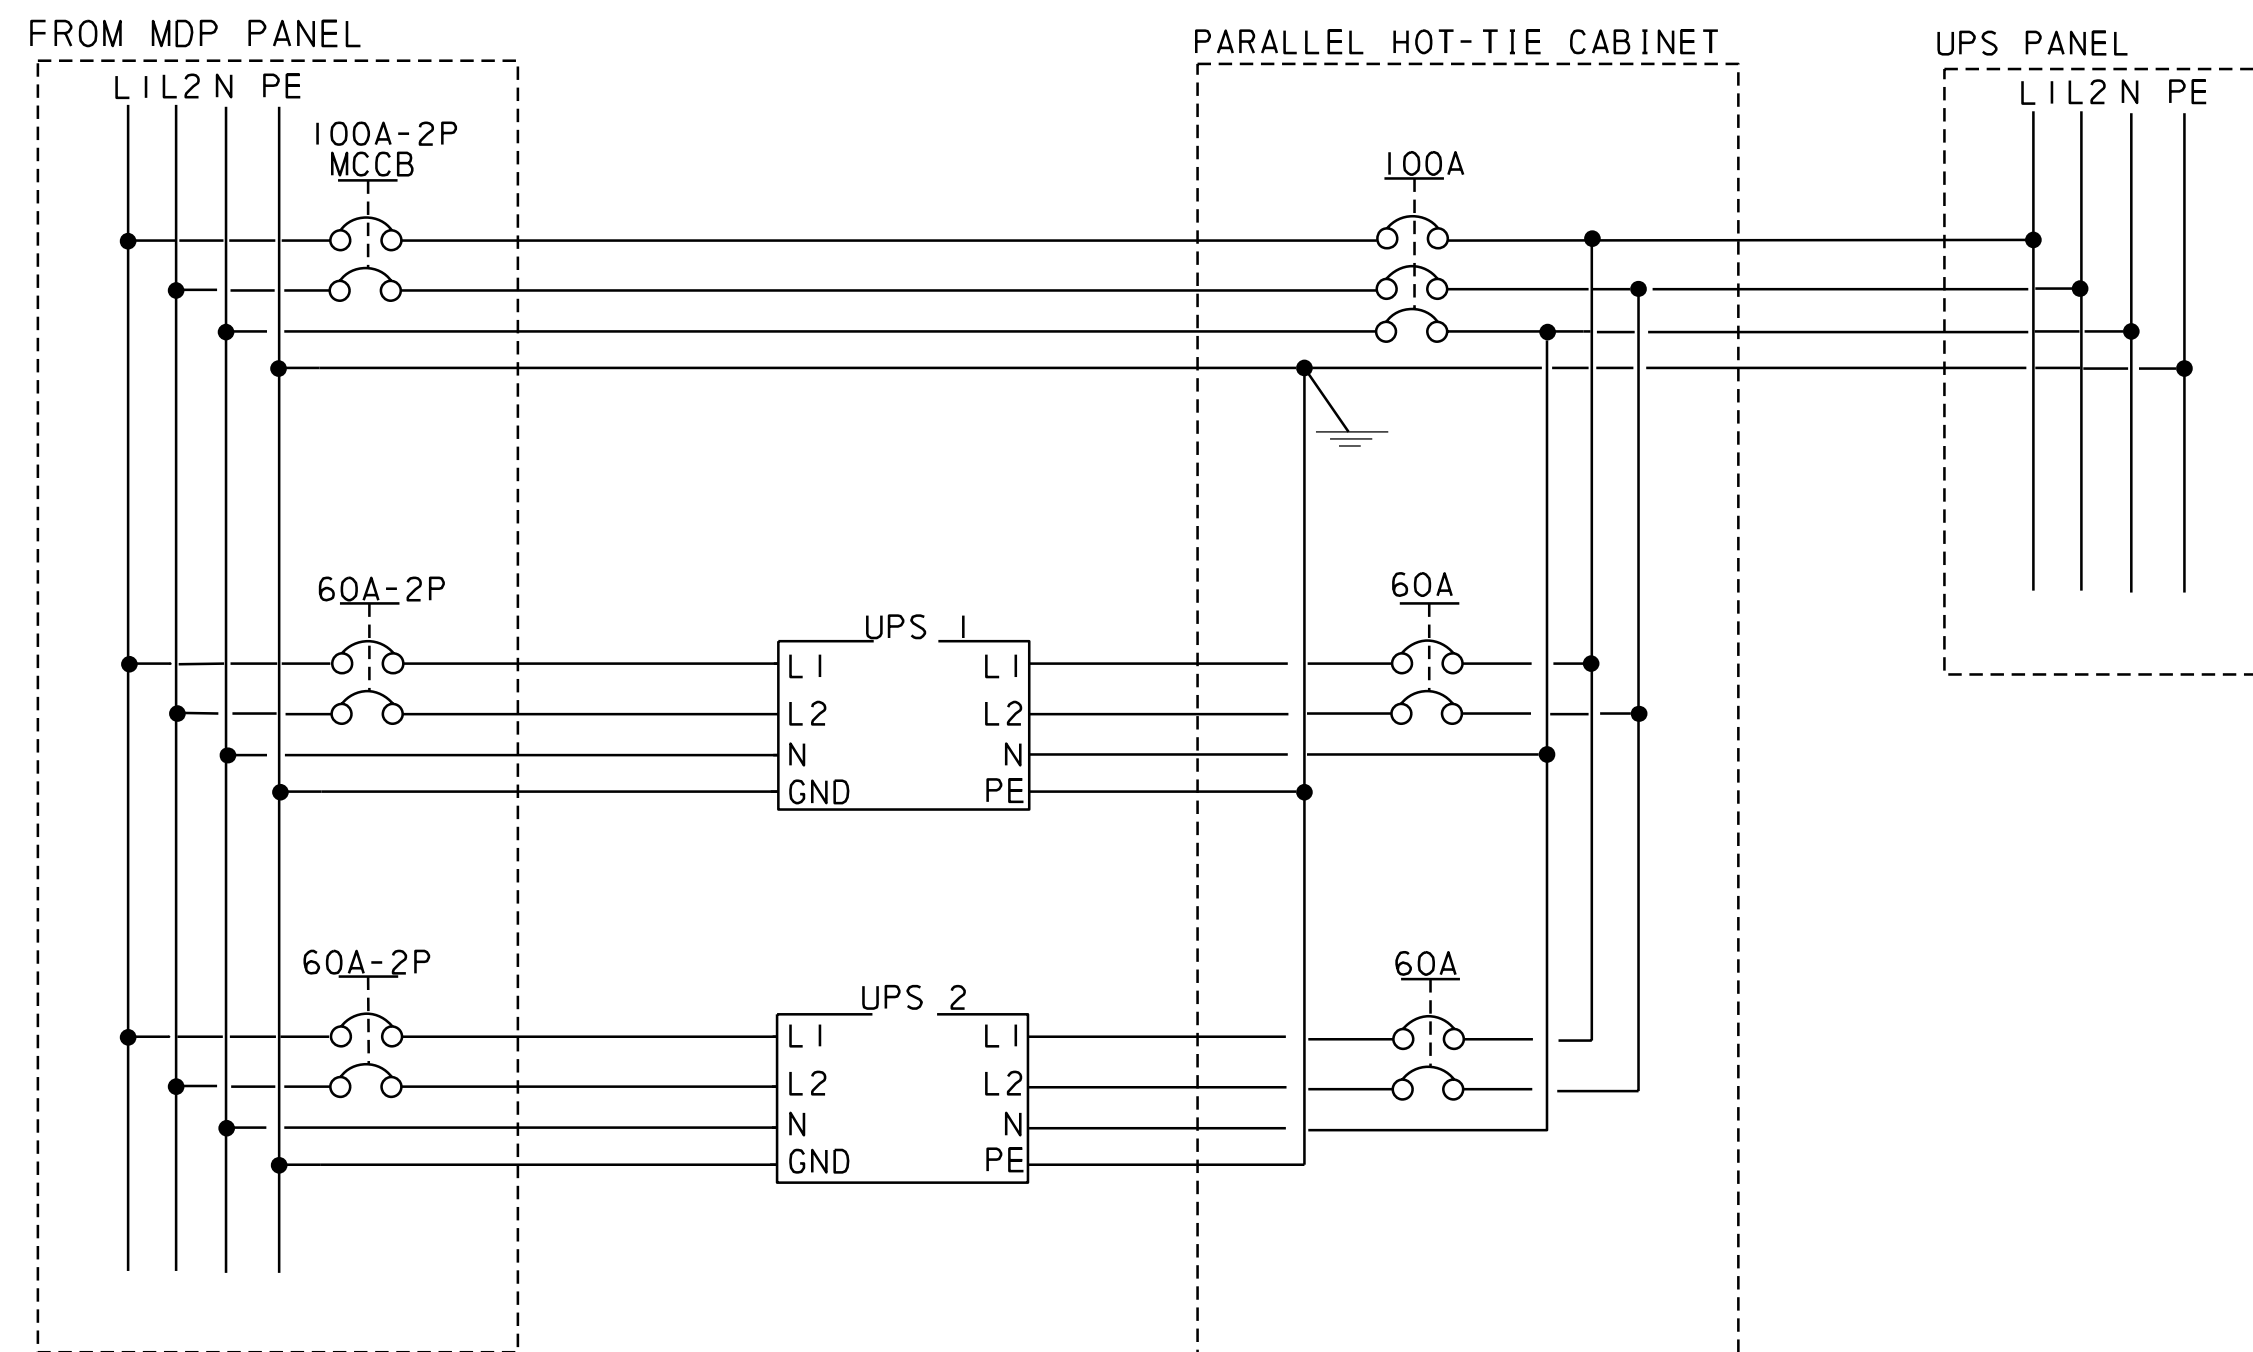 FROM MDP PANEL
PARALLEL HOT-TIE CABINET
UPS PANEL
L1 L2 N PE
L1 L2 N PE
100A-2P
MCCB
100A
60A-2P
60A
UPS 1
L1 L1
L2 L2
N N
GND PE
60A-2P
60A
UPS 2
L1 L1
L2 L2
N N
GND PE